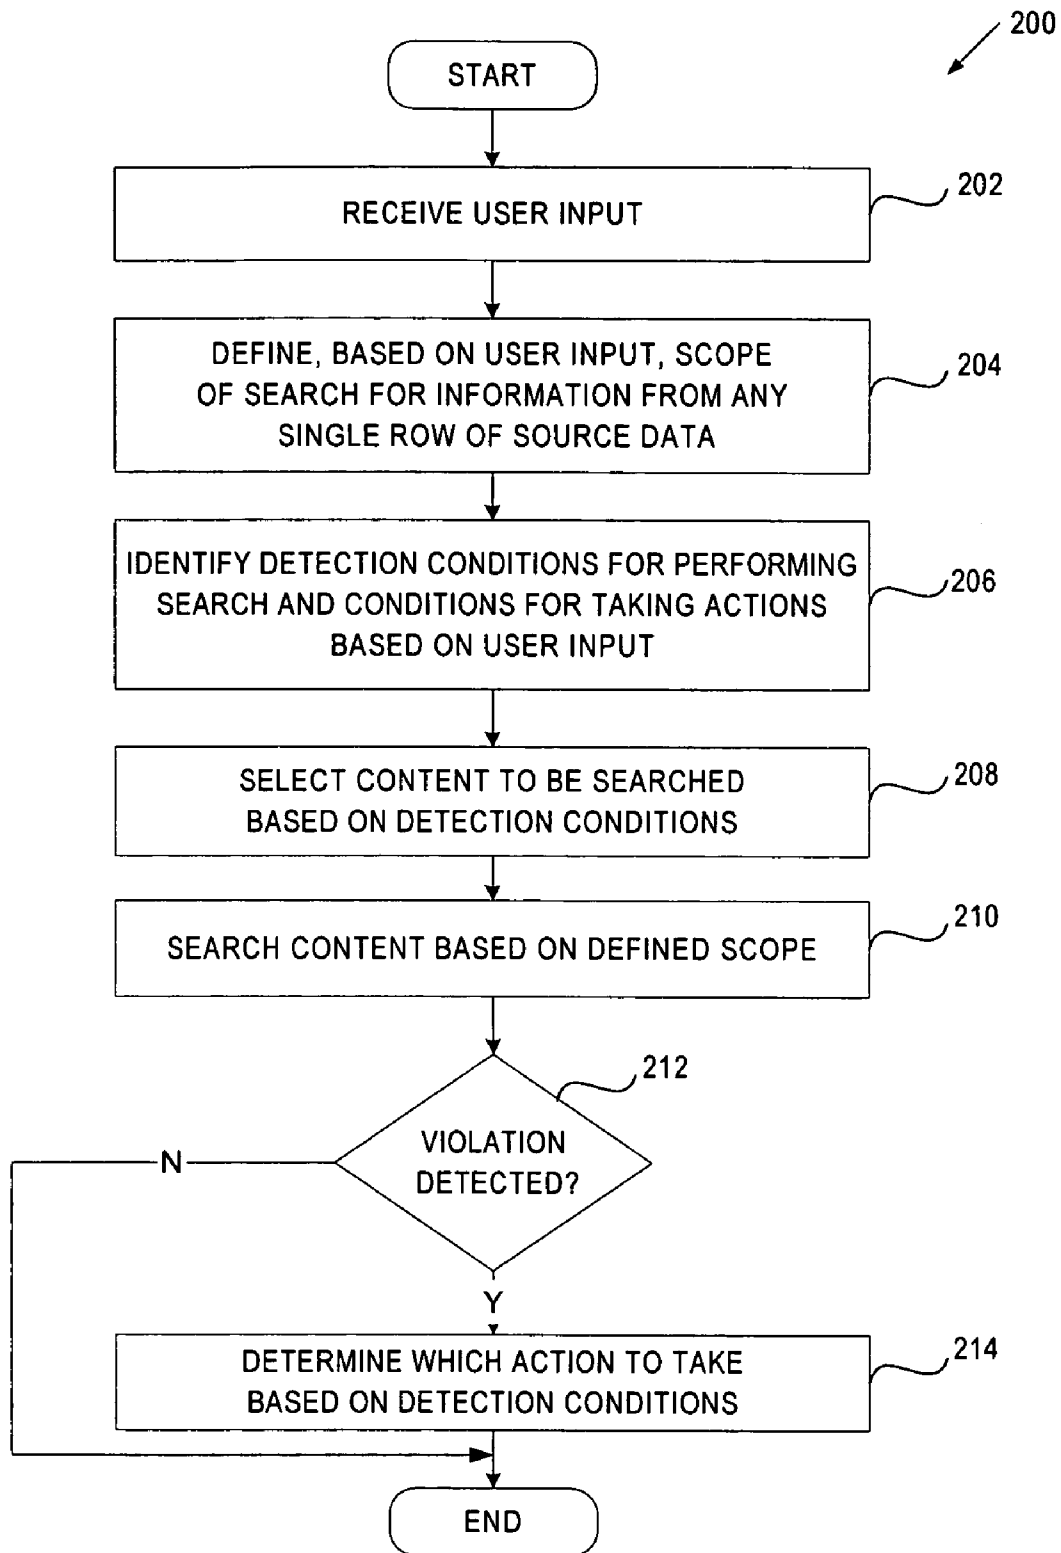 200
START
RECEIVE USER INPUT
202
DEFINE, BASED ON USER INPUT, SCOPE
OF SEARCH FOR INFORMATION FROM ANY
SINGLE ROW OF SOURCE DATA
204
IDENTIFY DETECTION CONDITIONS FOR PERFORMING
SEARCH AND CONDITIONS FOR TAKING ACTIONS
BASED ON USER INPUT
206
SELECT CONTENT TO BE SEARCHED
BASED ON DETECTION CONDITIONS
208
SEARCH CONTENT BASED ON DEFINED SCOPE
210
VIOLATION
DETECTED?
212
N
Y
DETERMINE WHICH ACTION TO TAKE
BASED ON DETECTION CONDITIONS
214
END